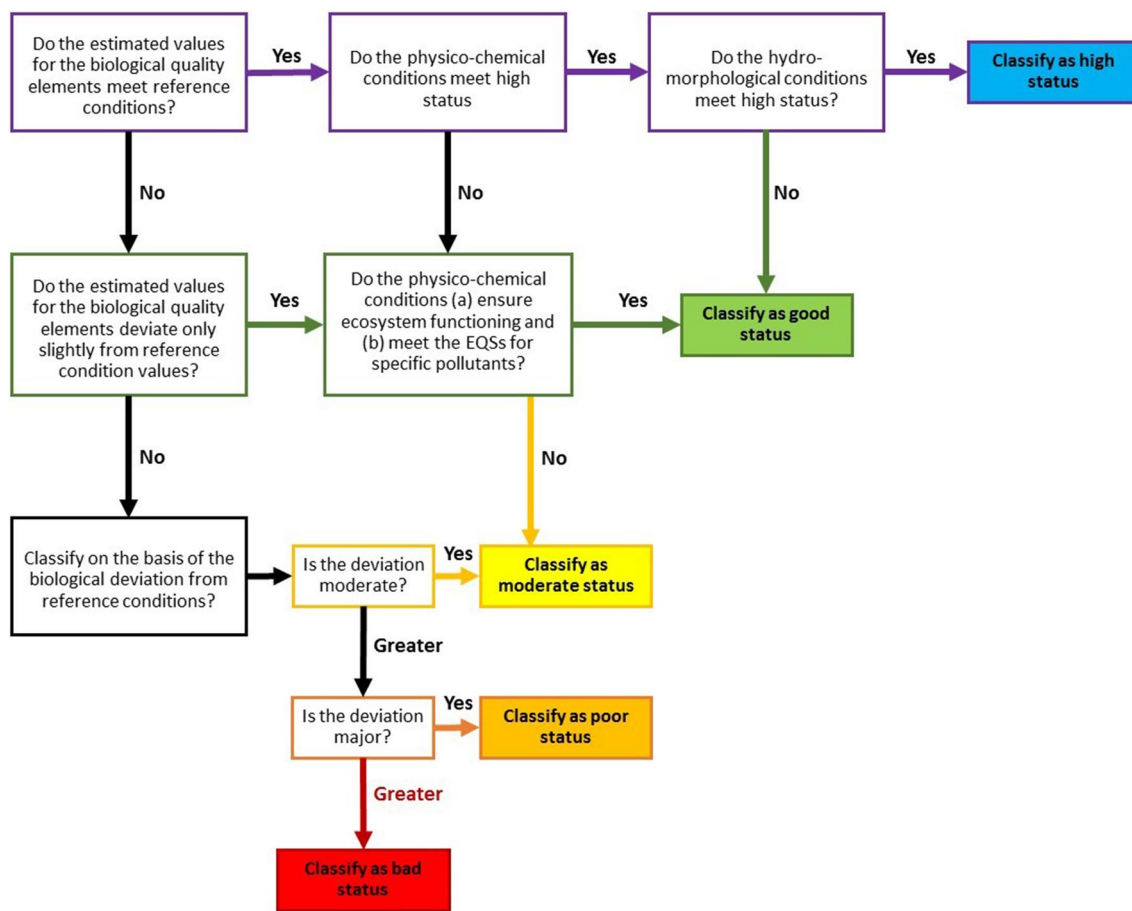 Do the estimated values
for the biological quality
elements meet reference
conditions?
Yes
Do the physico-chemical
conditions meet high
status
Yes
Do the hydro-
morphological conditions
meet high status?
Yes
Classify as high
status
No
No
No
Do the estimated values
for the biological quality
elements deviate only
slightly from reference
condition values?
Yes
Do the physico-chemical
conditions (a) ensure
ecosystem functioning and
(b) meet the EQSs for
specific pollutants?
Yes
Classify as good
status
No
No
Classify on the basis of the
biological deviation from
reference conditions?
Is the deviation
moderate?
Yes
Classify as
moderate status
Greater
Is the deviation
major?
Yes
Classify as poor
status
Greater
Classify as bad
status